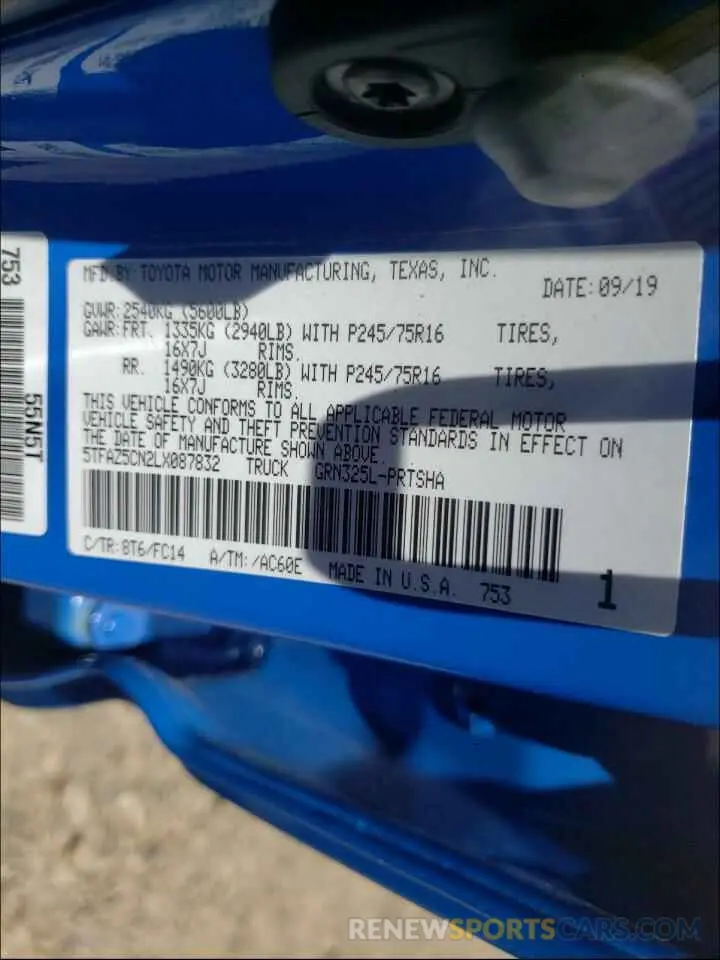 MFD.BY:TOYOTA MOTOR MANUFACTURING, TEXAS, INC.
DATE:09/19
GVWR:2540KG (5600LB)
GAWR:FRT. 1335KG (2940LB) WITH P245/75R16 TIRES,
16X7J RIMS.
RR. 1490KG (3280LB) WITH P245/75R16 TIRES,
16X7J RIMS.
THIS VEHICLE CONFORMS TO ALL APPLICABLE FEDERAL MOTOR
VEHICLE SAFETY AND THEFT PREVENTION STANDARDS IN EFFECT ON
THE DATE OF MANUFACTURE SHOWN ABOVE.
5TFAZ5CN2LX087832 TRUCK GRN325L-PRTSHA
C/TR:8T6/FC14 A/TM:/AC60E MADE IN U.S.A. 753 1
753
55N5T
RENEWSPORTSCARS.COM